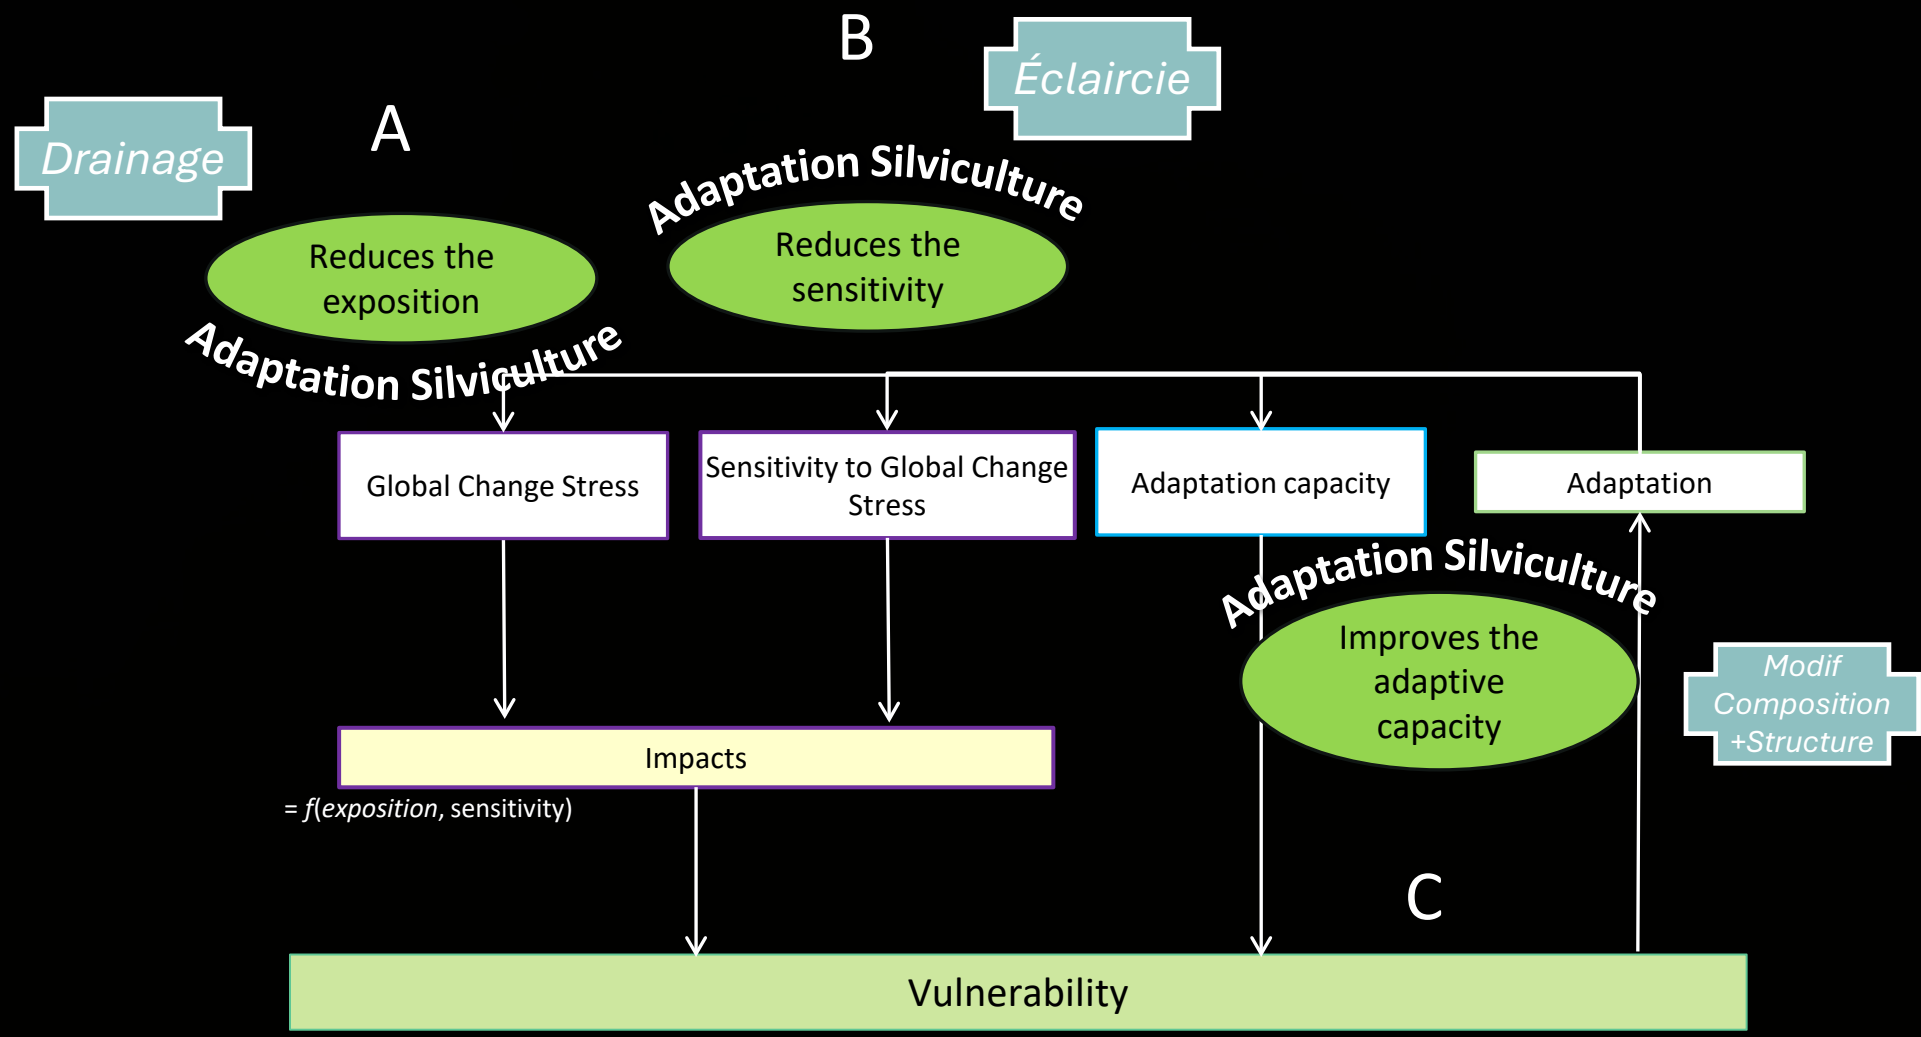 B
Éclaircie
A
Drainage
Adaptation Silviculture
Reduces the
sensitivity
Reduces the
exposition
Adaptation Silviculture
Global Change Stress
Sensitivity to Global Change
Stress
Adaptation capacity
Adaptation
Adaptation Silviculture
Improves the
adaptive
capacity
Modif
Composition
+Structure
Impacts
= f(exposition, sensitivity)
C
Vulnerability